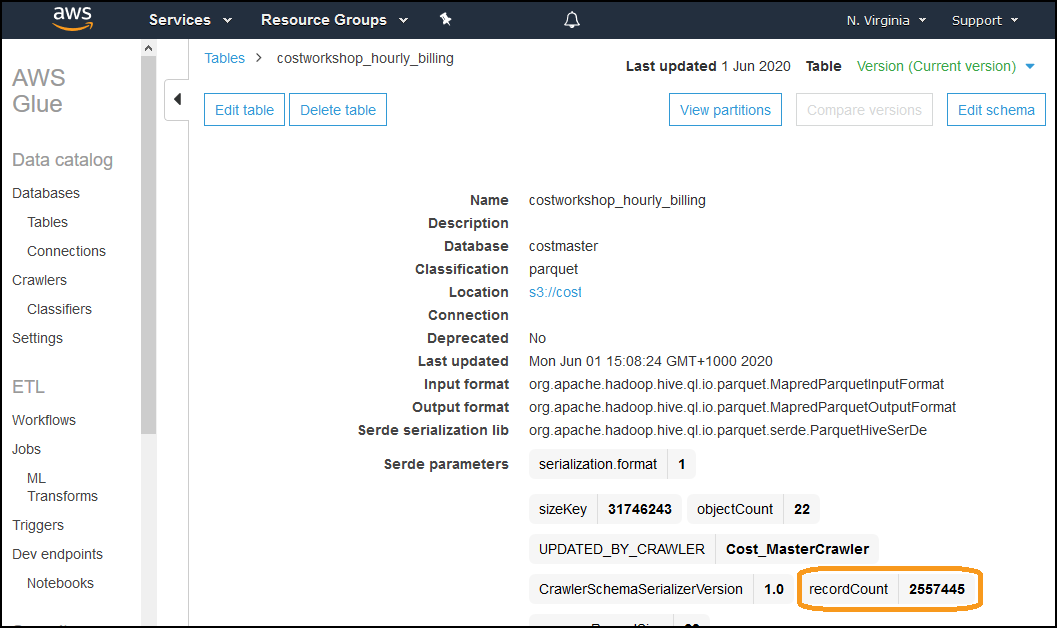 aws Services Resource Groups N. Virginia Support
AWS
Glue
Data catalog
Databases
Tables
Connections
Crawlers
Classifiers
Settings
ETL
Workflows
Jobs
ML
Transforms
Triggers
Dev endpoints
Notebooks
Tables > costworkshop_hourly_billing
Last updated 1 Jun 2020 Table Version (Current version)
Edit table Delete table View partitions Compare versions Edit schema
Name costworkshop_hourly_billing
Description
Database costmaster
Classification parquet
Location s3://cost
Connection
Deprecated No
Last updated Mon Jun 01 15:08:24 GMT+1000 2020
Input format org.apache.hadoop.hive.ql.io.parquet.MapredParquetInputFormat
Output format org.apache.hadoop.hive.ql.io.parquet.MapredParquetOutputFormat
Serde serialization lib org.apache.hadoop.hive.ql.io.parquet.serde.ParquetHiveSerDe
Serde parameters serialization.format 1
sizeKey 31746243 objectCount 22
UPDATED_BY_CRAWLER Cost_MasterCrawler
CrawlerSchemaSerializerVersion 1.0 recordCount 2557445